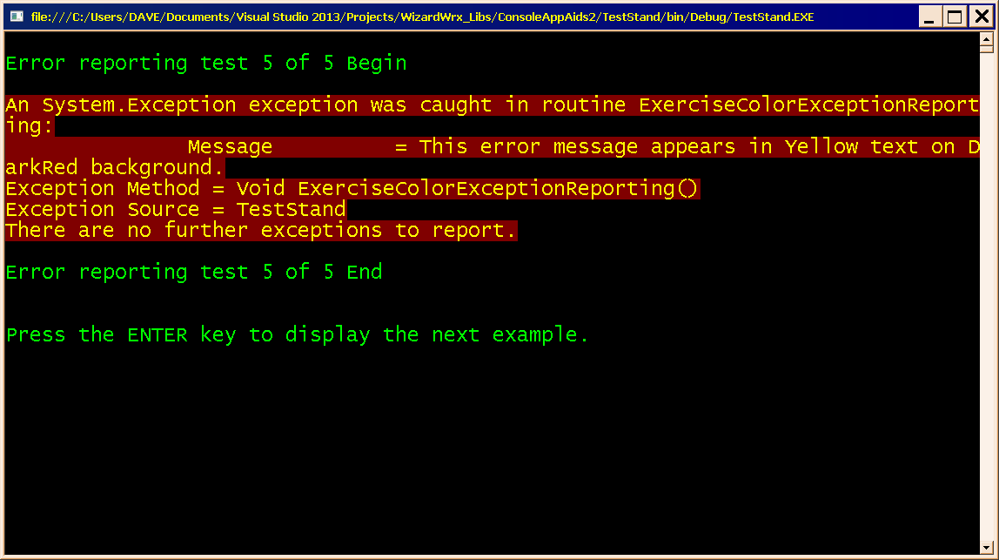 file:///C:/Users/DAVE/Documents/Visual Studio 2013/Projects/WizardWrx_Libs/ConsoleAppAids2/TestStand/bin/Debug/TestStand.EXE
Error reporting test 5 of 5 Begin
An System.Exception exception was caught in routine ExerciseColorExceptionReport
ing:
Message = This error message appears in Yellow text on D
arkRed background.
Exception Method = Void ExerciseColorExceptionReporting()
Exception Source = TestStand
There are no further exceptions to report.
Error reporting test 5 of 5 End
Press the ENTER key to display the next example.